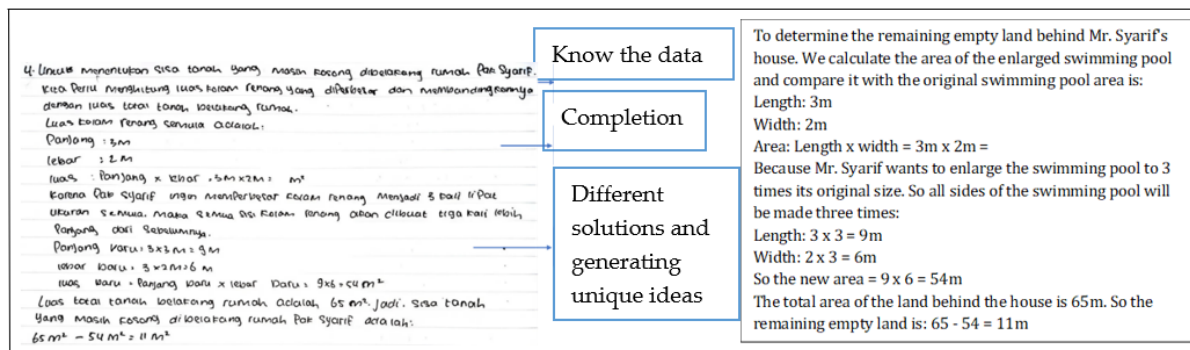 4. Untuk menentukan sisa tanah yang masih kosong dibelakang rumah Pak Syarif.
Kita Perlu menghitung luas kolam renang yang diperbesar dan membandingkannya
dengan luas total tanah belakang rumah.
Luas kolam renang semula adalah:
Panjang : 3M
lebar : 2M
luas : Panjang x lebar = 3M x 2M = m²
Karena Pak Syarif ingin memperbesar kolam renang Menjadi 3 kali lipat
ukuran semula. Maka semua sisi kolam renang akan dibuat tiga kali lebih
Panjang dari sebelumnya.
Panjang baru = 3x3M = 9M
lebar baru = 3x2M = 6 M
luas baru = Panjang baru x lebar baru = 9x6 = 54 m²
Luas total tanah belakang rumah adalah 65 m². Jadi. sisa tanah
yang masih kosong dibelakang rumah Pak Syarif adalah:
65 m² - 54 m² = 11 m²
Know the data
Completion
Different
solutions and
generating
unique ideas
To determine the remaining empty land behind Mr. Syarif's
house. We calculate the area of the enlarged swimming pool
and compare it with the original swimming pool area is:
Length: 3m
Width: 2m
Area: Length x width = 3m x 2m =
Because Mr. Syarif wants to enlarge the swimming pool to 3
times its original size. So all sides of the swimming pool will
be made three times:
Length: 3 x 3 = 9m
Width: 2 x 3 = 6m
So the new area = 9 x 6 = 54m
The total area of the land behind the house is 65m. So the
remaining empty land is: 65 - 54 = 11m